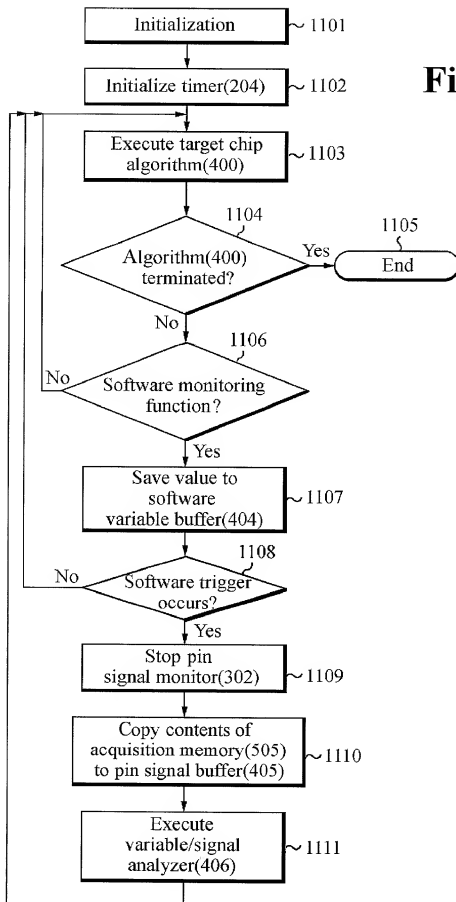 Initialization
1101
Initialize timer(204)
1102
Fi
Execute target chip
algorithm(400)
1103
1104
Algorithm(400)
terminated?
Yes
1105
End
No
1106
No
Software monitoring
function?
Yes
Save value to
software
variable buffer(404)
1107
1108
No
Software trigger
occurs?
Yes
Stop pin
signal monitor(302)
1109
Copy contents of
acquisition memory(505)
to pin signal buffer(405)
1110
Execute
variable/signal
analyzer(406)
1111